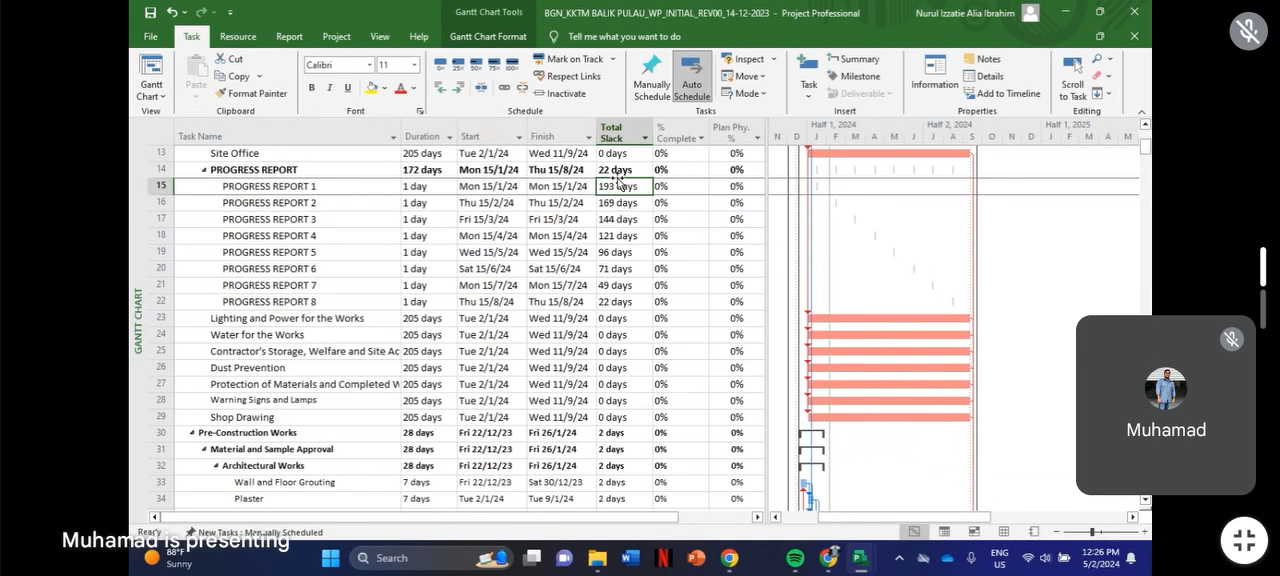 Gantt Chart Tools
BGN_KKTM BALIK PULAU_WP_INITIAL_REV00_14-12-2023 - Project Professional
Nurul Izzatie Alia Ibrahim
File Task Resource Report Project View Help Gantt Chart Format Tell me what you want to do
Gantt Chart
View
Paste
Cut
Copy
Format Painter
Clipboard
Calibri 11
B I U A
Font
0% 25% 50% 75% 100%
Mark on Track
Respect Links
Inactivate
Schedule
Manually Schedule
Auto Schedule
Inspect
Move
Mode
Tasks
Task
Summary
Milestone
Deliverable
Insert
Information
Notes
Details
Add to Timeline
Properties
Scroll to Task
Editing
Task Name Duration Start Finish Total Slack % Complete Plan Phy. %
Half 1, 2024 Half 2, 2024 Half 1, 2025
N D J F M A M J J A S O N D J F M A M
13 Site Office 205 days Tue 2/1/24 Wed 11/9/24 0 days 0% 0%
14 PROGRESS REPORT 172 days Mon 15/1/24 Thu 15/8/24 22 days 0% 0%
15 PROGRESS REPORT 1 1 day Mon 15/1/24 Mon 15/1/24 193 days 0% 0%
16 PROGRESS REPORT 2 1 day Thu 15/2/24 Thu 15/2/24 169 days 0% 0%
17 PROGRESS REPORT 3 1 day Fri 15/3/24 Fri 15/3/24 144 days 0% 0%
18 PROGRESS REPORT 4 1 day Mon 15/4/24 Mon 15/4/24 121 days 0% 0%
19 PROGRESS REPORT 5 1 day Wed 15/5/24 Wed 15/5/24 96 days 0% 0%
20 PROGRESS REPORT 6 1 day Sat 15/6/24 Sat 15/6/24 71 days 0% 0%
21 PROGRESS REPORT 7 1 day Mon 15/7/24 Mon 15/7/24 49 days 0% 0%
22 PROGRESS REPORT 8 1 day Thu 15/8/24 Thu 15/8/24 22 days 0% 0%
23 Lighting and Power for the Works 205 days Tue 2/1/24 Wed 11/9/24 0 days 0% 0%
24 Water for the Works 205 days Tue 2/1/24 Wed 11/9/24 0 days 0% 0%
25 Contractor's Storage, Welfare and Site Ac 205 days Tue 2/1/24 Wed 11/9/24 0 days 0% 0%
26 Dust Prevention 205 days Tue 2/1/24 Wed 11/9/24 0 days 0% 0%
27 Protection of Materials and Completed W 205 days Tue 2/1/24 Wed 11/9/24 0 days 0% 0%
28 Warning Signs and Lamps 205 days Tue 2/1/24 Wed 11/9/24 0 days 0% 0%
29 Shop Drawing 205 days Tue 2/1/24 Wed 11/9/24 0 days 0% 0%
30 Pre-Construction Works 28 days Fri 22/12/23 Fri 26/1/24 2 days 0% 0%
31 Material and Sample Approval 28 days Fri 22/12/23 Fri 26/1/24 2 days 0% 0%
32 Architectural Works 28 days Fri 22/12/23 Fri 26/1/24 2 days 0% 0%
33 Wall and Floor Grouting 7 days Fri 22/12/23 Sat 30/12/23 2 days 0% 0%
34 Plaster 7 days Tue 2/1/24 Tue 9/1/24 2 days 0% 0%
GANTT CHART
Muhamad
Ready New Tasks : Manually Scheduled
Muhamad is presenting
88°F
Sunny
Search
ENG
US
12:26 PM
5/2/2024